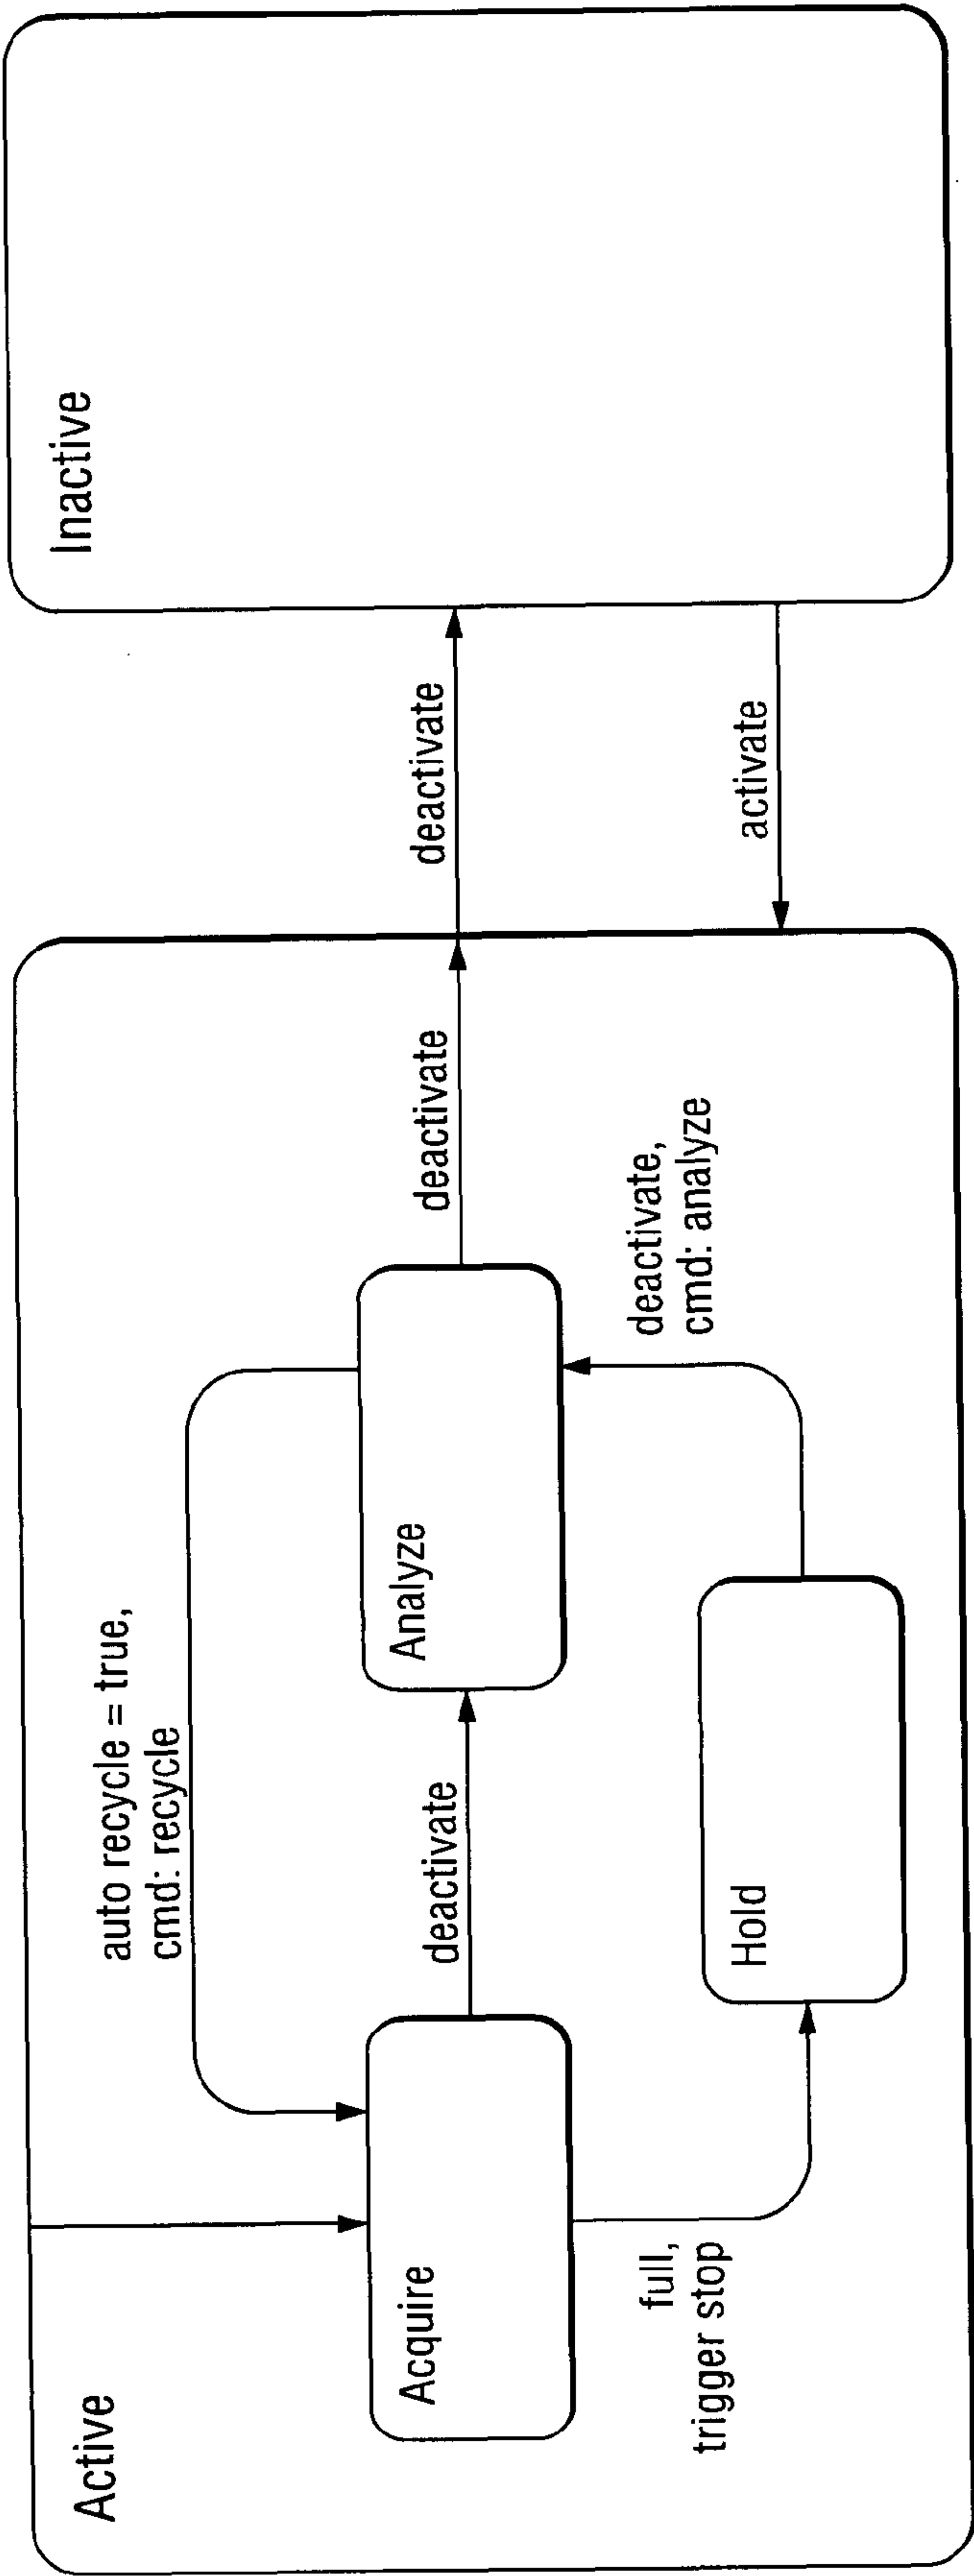 Active
Inactive
auto recycle = true,
cmd: recycle
Acquire
deactivate
Analyze
deactivate
deactivate
full,
trigger stop
Hold
deactivate,
cmd: analyze
activate